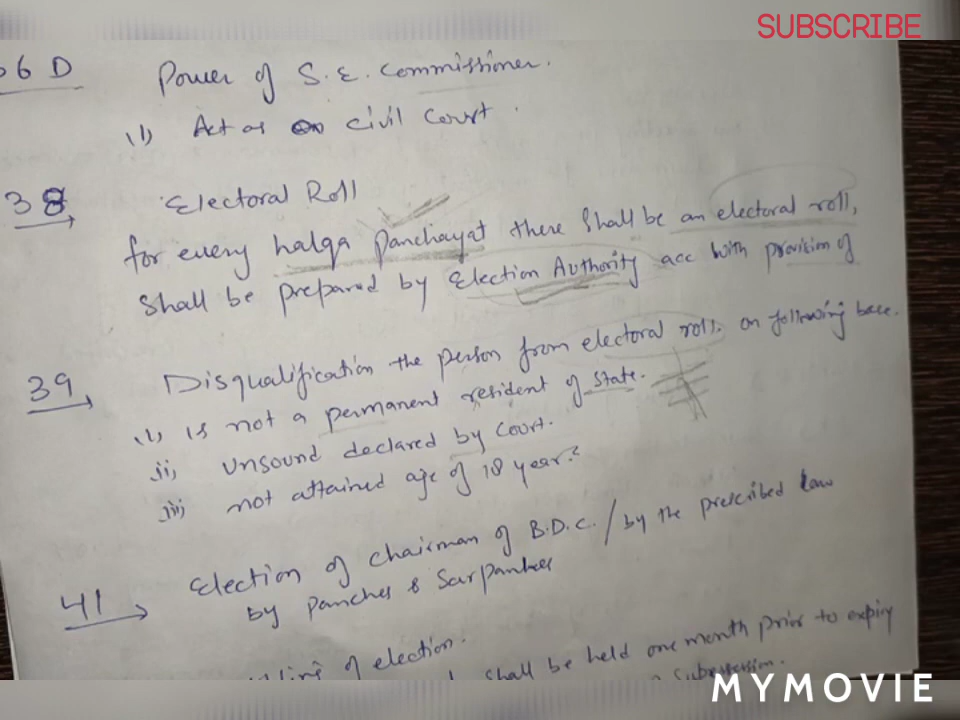 SUBSCRIBE
6 D Power of S. E. Commissioner.
(1) Act as civil Court.
38 Electoral Roll
for every halqa panchayat there shall be an electoral roll,
shall be prepared by Election Authority acc with provision of
39 Disqualification the person from electoral roll. on following base.
(1) is not a permanent resident of state.
(ii) unsound declared by court.
(iii) not attained age of 18 year.
41 Election of chairman of B.D.C. / by the prescribed law
by panches & Sarpanches
of election.
shall be held one month prior to expiry
MYMOVIE